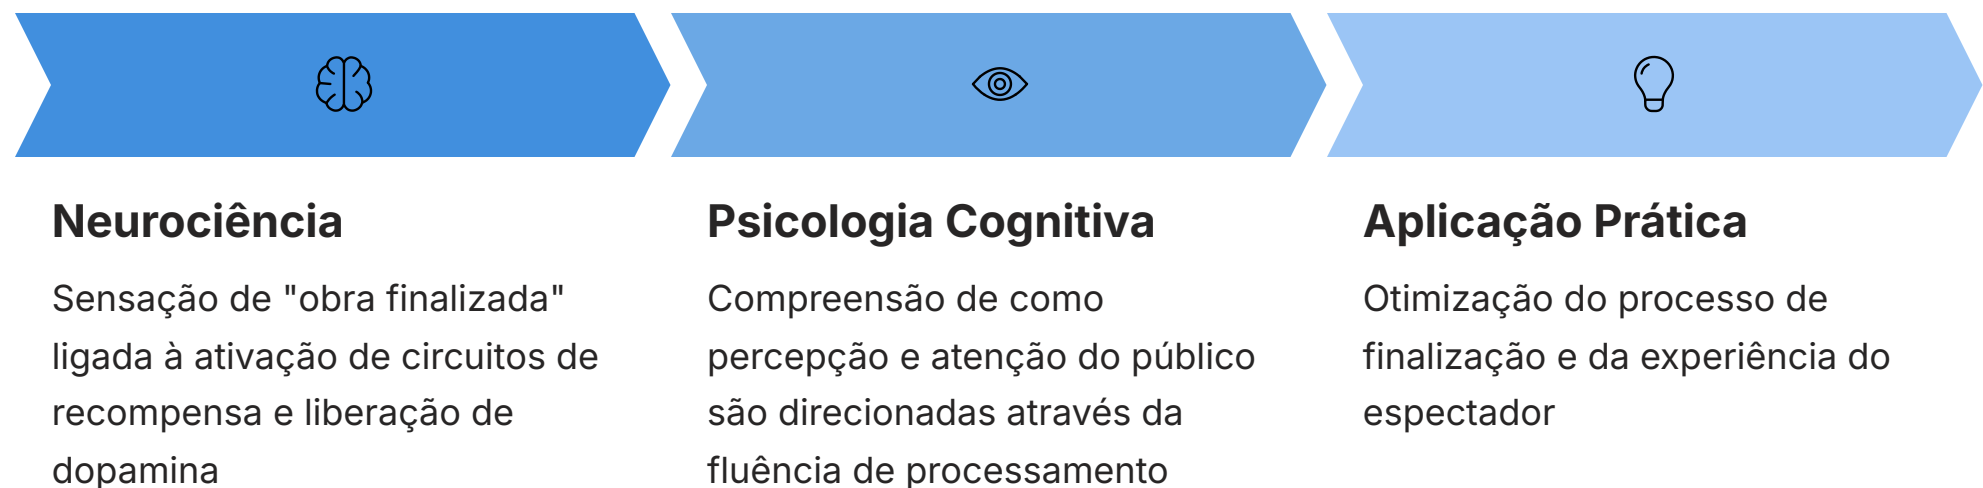 Neurociência
Sensação de "obra finalizada"
ligada à ativação de circuitos de
recompensa e liberação de
dopamina
Psicologia Cognitiva
Compreensão de como
percepção e atenção do público
são direcionadas através da
fluência de processamento
Aplicação Prática
Otimização do processo de
finalização e da experiência do
espectador